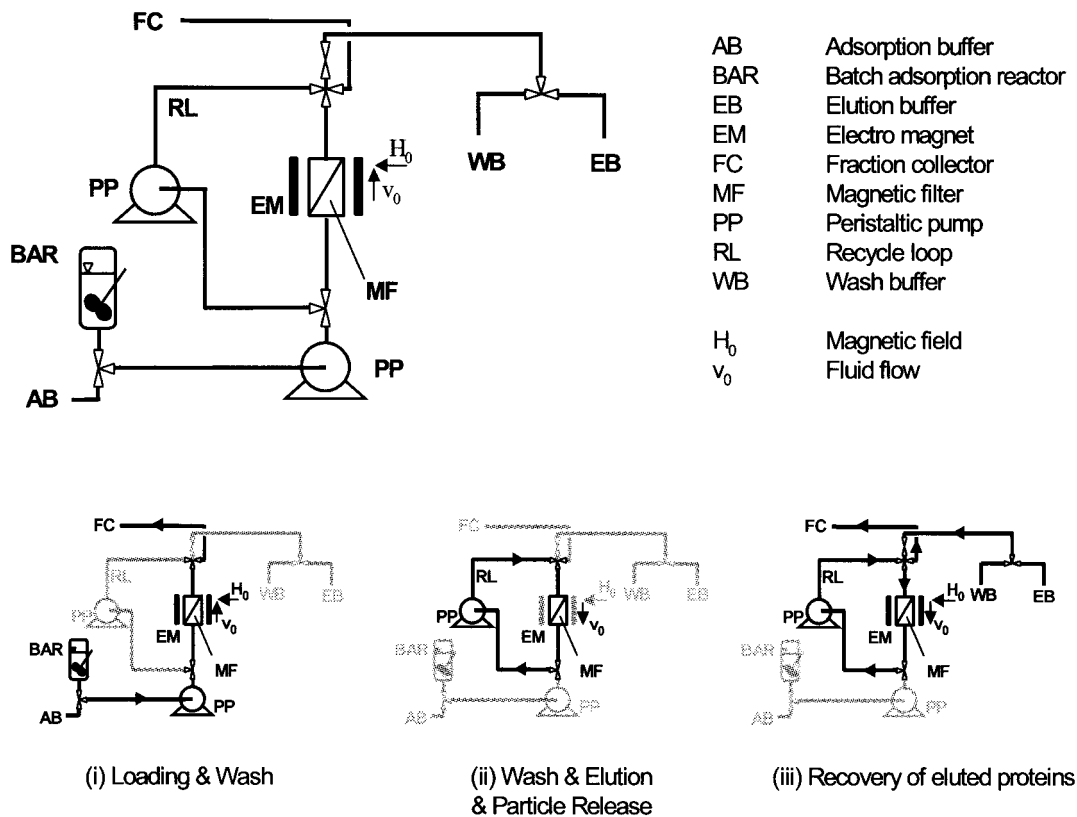 FC
RL
PP
EM
H₀
v₀
WB
EB
BAR
MF
PP
AB
AB Adsorption buffer
BAR Batch adsorption reactor
EB Elution buffer
EM Electro magnet
FC Fraction collector
MF Magnetic filter
PP Peristaltic pump
RL Recycle loop
WB Wash buffer
H₀ Magnetic field
v₀ Fluid flow
FC
RL
H₀
WB
EB
PP
v₀
EM
BAR
MF
AB
PP
(i) Loading & Wash
FC
RL
H₀
WB
EB
PP
v₀
EM
BAR
MF
AB
PP
(ii) Wash & Elution
& Particle Release
FC
RL
H₀
WB
EB
PP
v₀
EM
BAR
MF
AB
PP
(iii) Recovery of eluted proteins